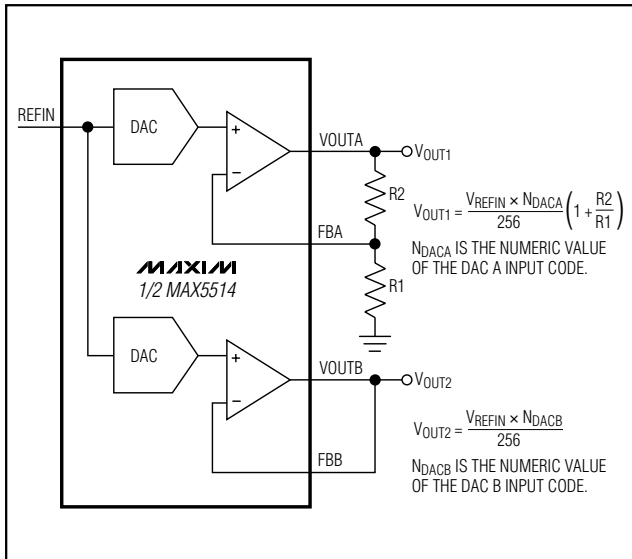 REFIN
DAC
+
−
VOUTA
VOUT1
R2
FBA
R1
VOUT1 = VREFIN × NDACA / 256 (1 + R2/R1)
NDACA IS THE NUMERIC VALUE
OF THE DAC A INPUT CODE.
MAXIM
1/2 MAX5514
DAC
+
−
VOUTB
VOUT2
FBB
VOUT2 = VREFIN × NDACB / 256
NDACB IS THE NUMERIC VALUE
OF THE DAC B INPUT CODE.